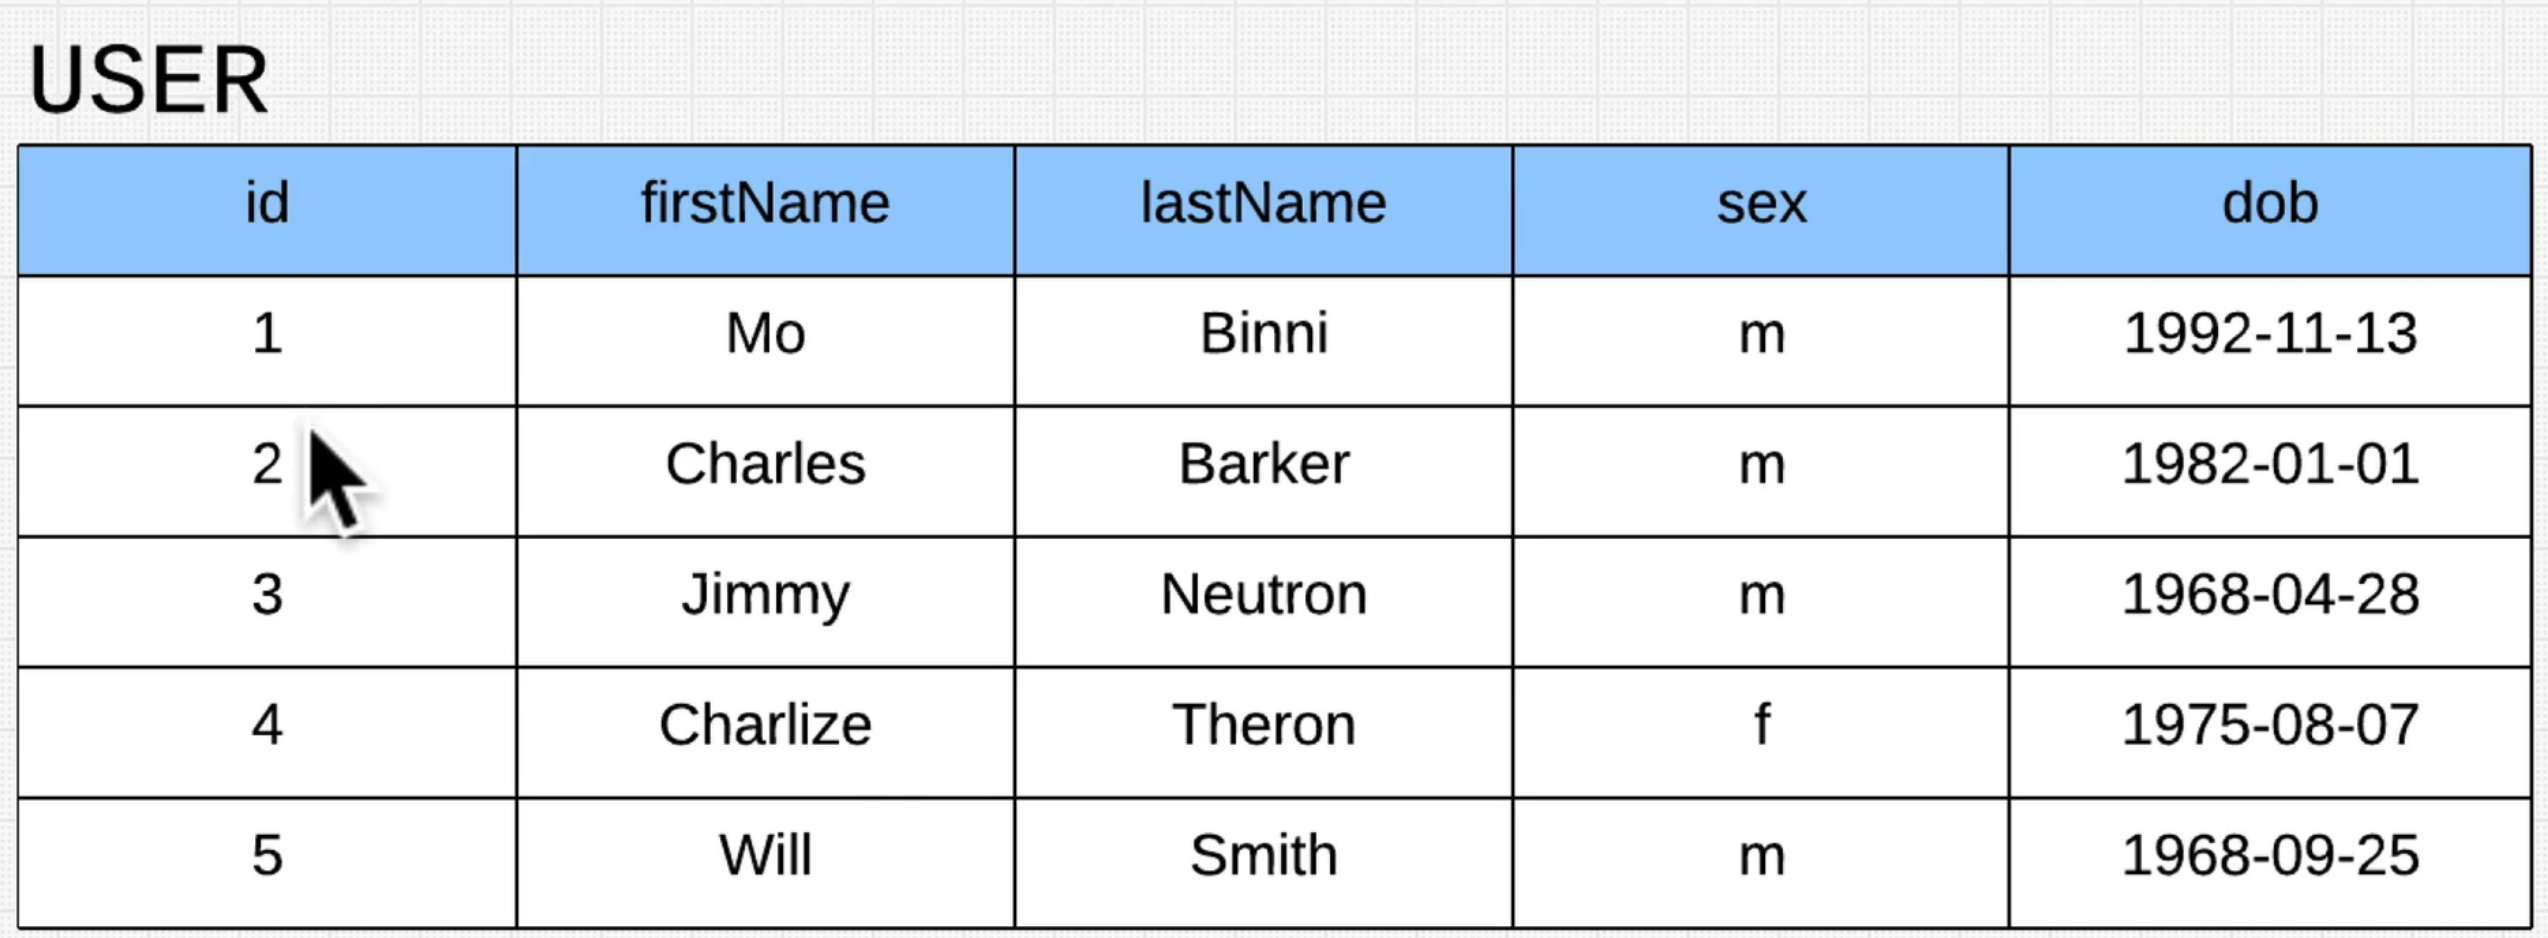 USER
id firstName lastName sex dob
1 Mo Binni m 1992-11-13
2 Charles Barker m 1982-01-01
3 Jimmy Neutron m 1968-04-28
4 Charlize Theron f 1975-08-07
5 Will Smith m 1968-09-25